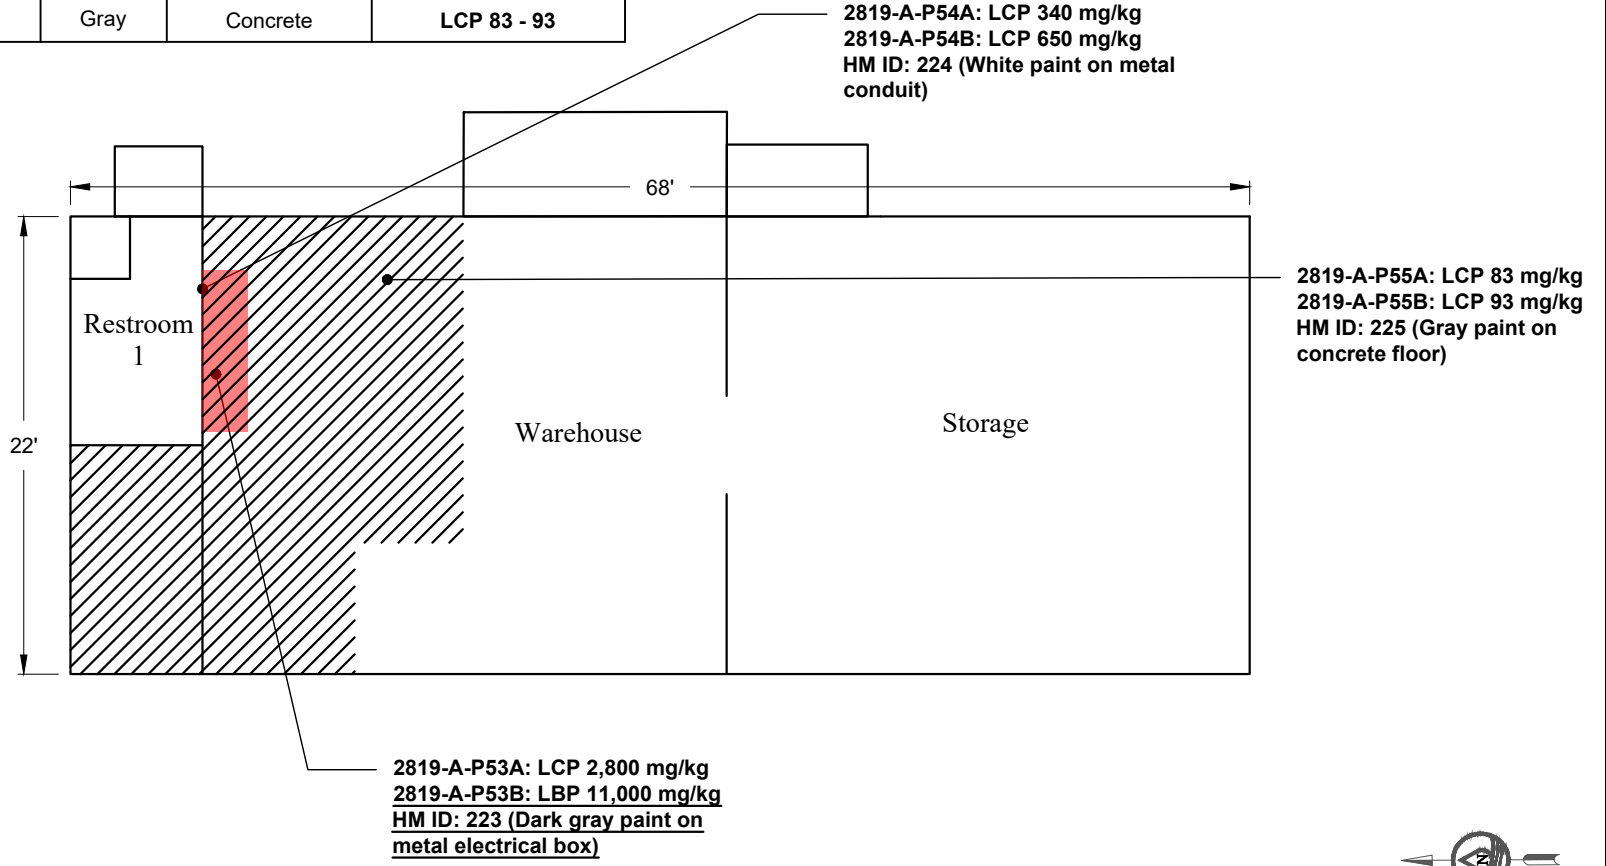 Gray Concrete LCP 83 - 93
2819-A-P54A: LCP 340 mg/kg
2819-A-P54B: LCP 650 mg/kg
HM ID: 224 (White paint on metal
conduit)
68'
2819-A-P55A: LCP 83 mg/kg
2819-A-P55B: LCP 93 mg/kg
HM ID: 225 (Gray paint on
concrete floor)
Restroom
1
22'
Warehouse
Storage
2819-A-P53A: LCP 2,800 mg/kg
2819-A-P53B: LBP 11,000 mg/kg
HM ID: 223 (Dark gray paint on
metal electrical box)
N